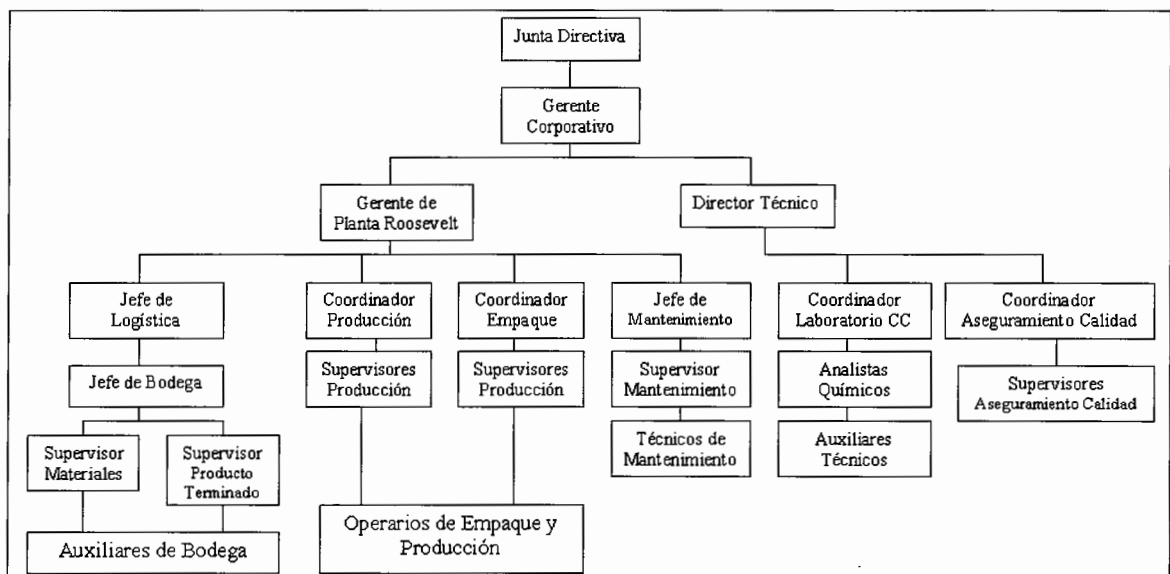 Junta Directiva
Gerente
Corporativo
Gerente de
Planta Roosevelt
Director Técnico
Jefe de
Logística
Coordinador
Producción
Coordinador
Empaque
Jefe de
Mantenimiento
Coordinador
Laboratorio CC
Coordinador
Aseguramiento Calidad
Jefe de Bodega
Supervisores
Producción
Supervisores
Producción
Supervisor
Mantenimiento
Analistas
Químicos
Supervisores
Aseguramiento Calidad
Supervisor
Materiales
Supervisor
Producto
Terminado
Técnicos de
Mantenimiento
Auxiliares
Técnicos
Auxiliares de Bodega
Operarios de Empaque y
Producción